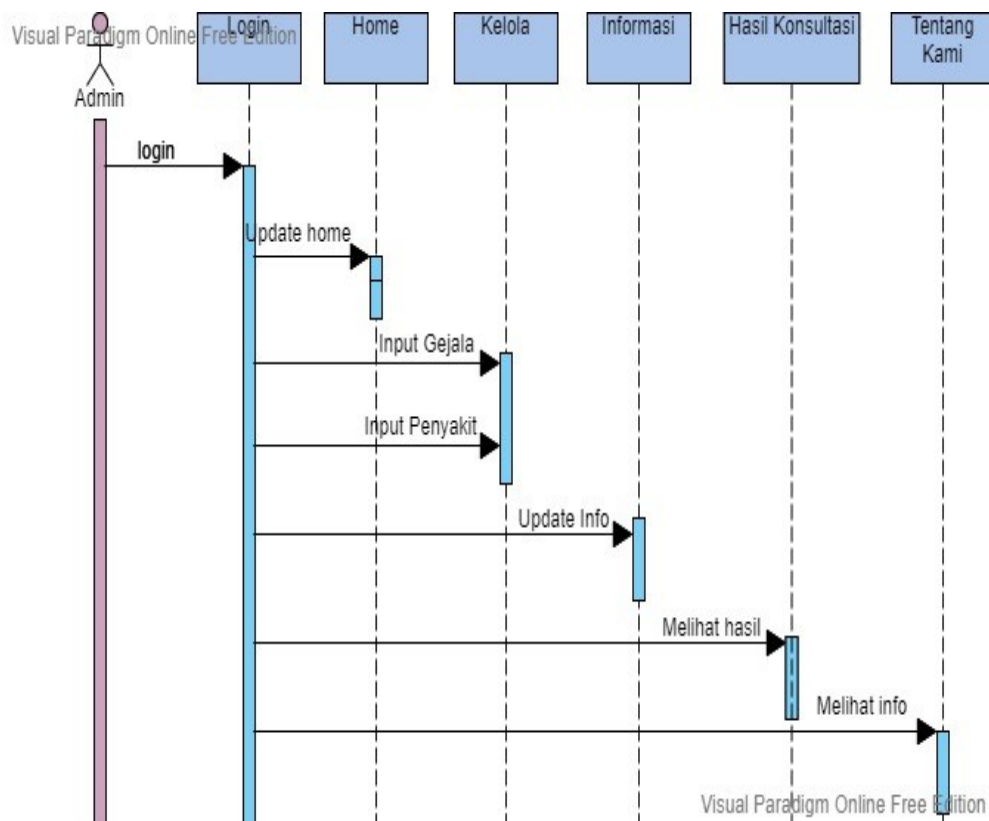 Visual Paradigm Online Free Edition
Login
Home
Kelola
Informasi
Hasil Konsultasi
Tentang
Kami
Admin
login
Update home
Input Gejala
Input Penyakit
Update Info
Melihat hasil
Melihat info
Visual Paradigm Online Free Edition